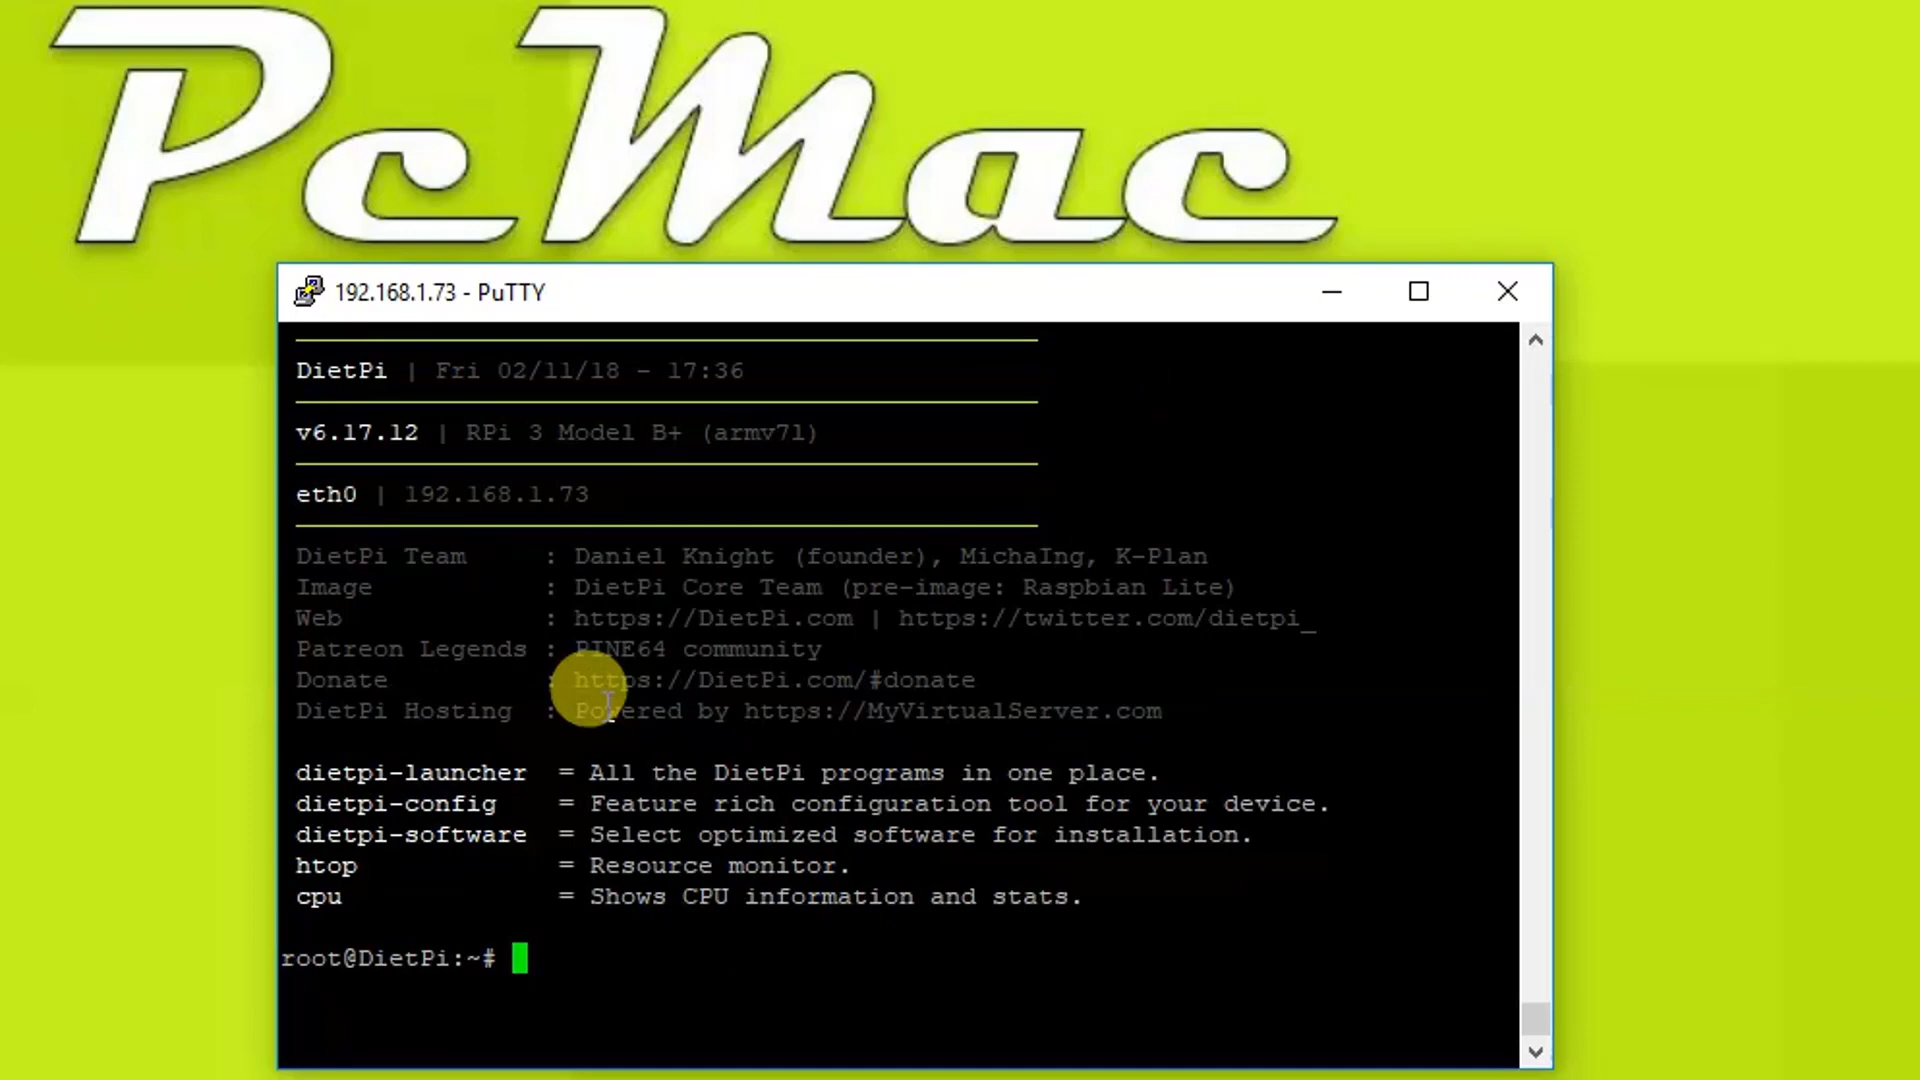 PcMac
192.168.1.73 - PuTTY
DietPi | Fri 02/11/18 - 17:36
v6.17.12 | RPi 3 Model B+ (armv7l)
eth0 | 192.168.1.73
DietPi Team : Daniel Knight (founder), MichaIng, K-Plan
Image : DietPi Core Team (pre-image: Raspbian Lite)
Web : https://DietPi.com | https://twitter.com/dietpi_
Patreon Legends : PINE64 community
Donate : https://DietPi.com/#donate
DietPi Hosting : Powered by https://MyVirtualServer.com
dietpi-launcher = All the DietPi programs in one place.
dietpi-config = Feature rich configuration tool for your device.
dietpi-software = Select optimized software for installation.
htop = Resource monitor.
cpu = Shows CPU information and stats.
root@DietPi:~#